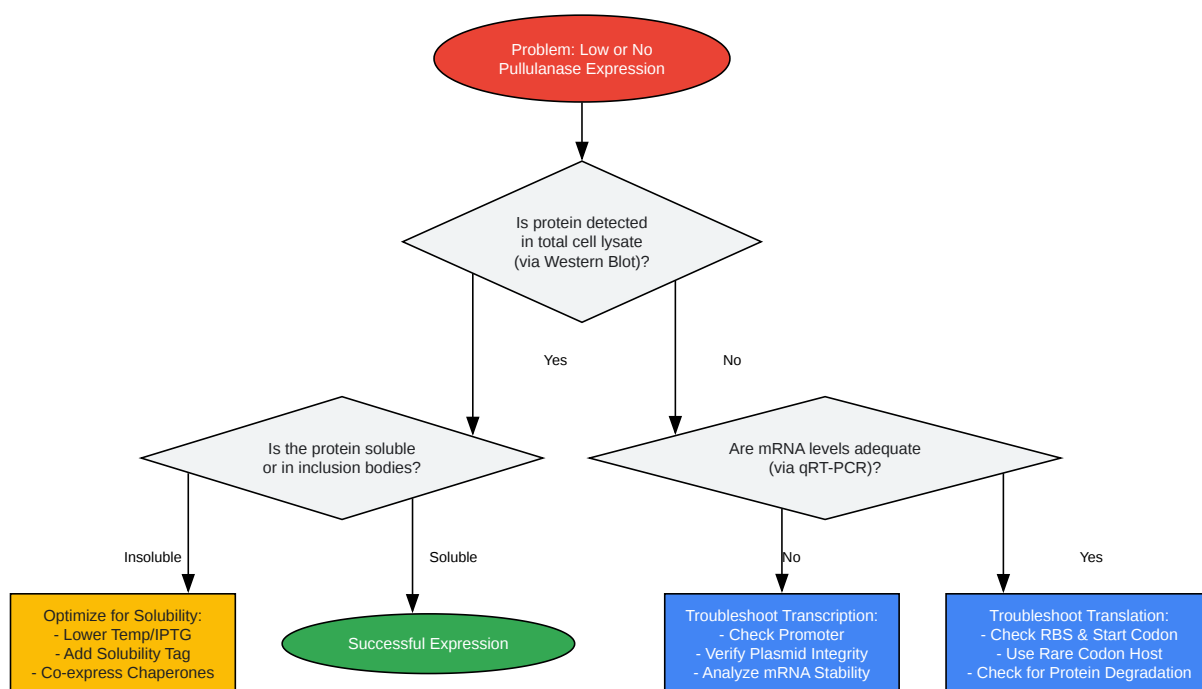 Problem: Low or No
Pullulanase Expression
Is protein detected
in total cell lysate
(via Western Blot)?
Yes
No
Is the protein soluble
or in inclusion bodies?
Are mRNA levels adequate
(via qRT-PCR)?
Insoluble
Soluble
No
Yes
Optimize for Solubility:
- Lower Temp/IPTG
- Add Solubility Tag
- Co-express Chaperones
Successful Expression
Troubleshoot Transcription:
- Check Promoter
- Verify Plasmid Integrity
- Analyze mRNA Stability
Troubleshoot Translation:
- Check RBS & Start Codon
- Use Rare Codon Host
- Check for Protein Degradation